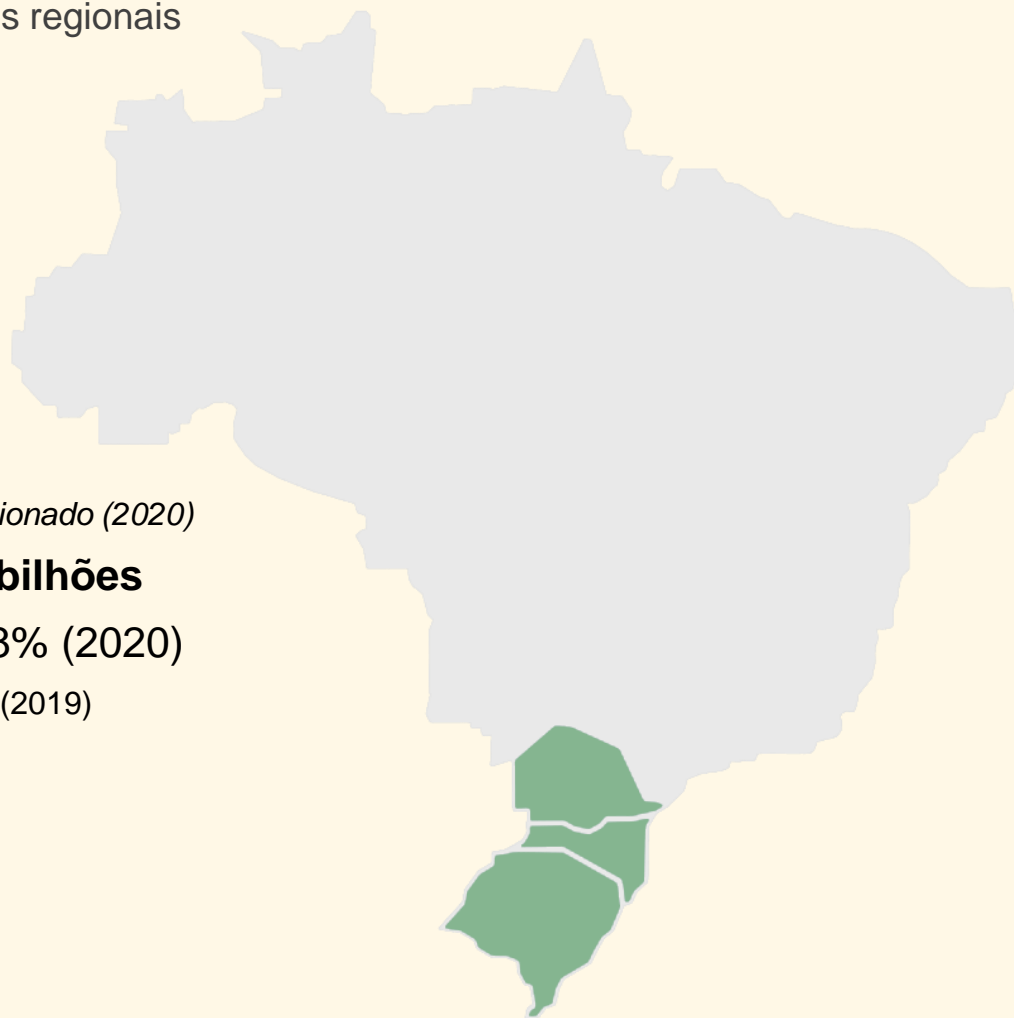 s regionais
ionado (2020)
bilhões
3% (2020)
(2019)